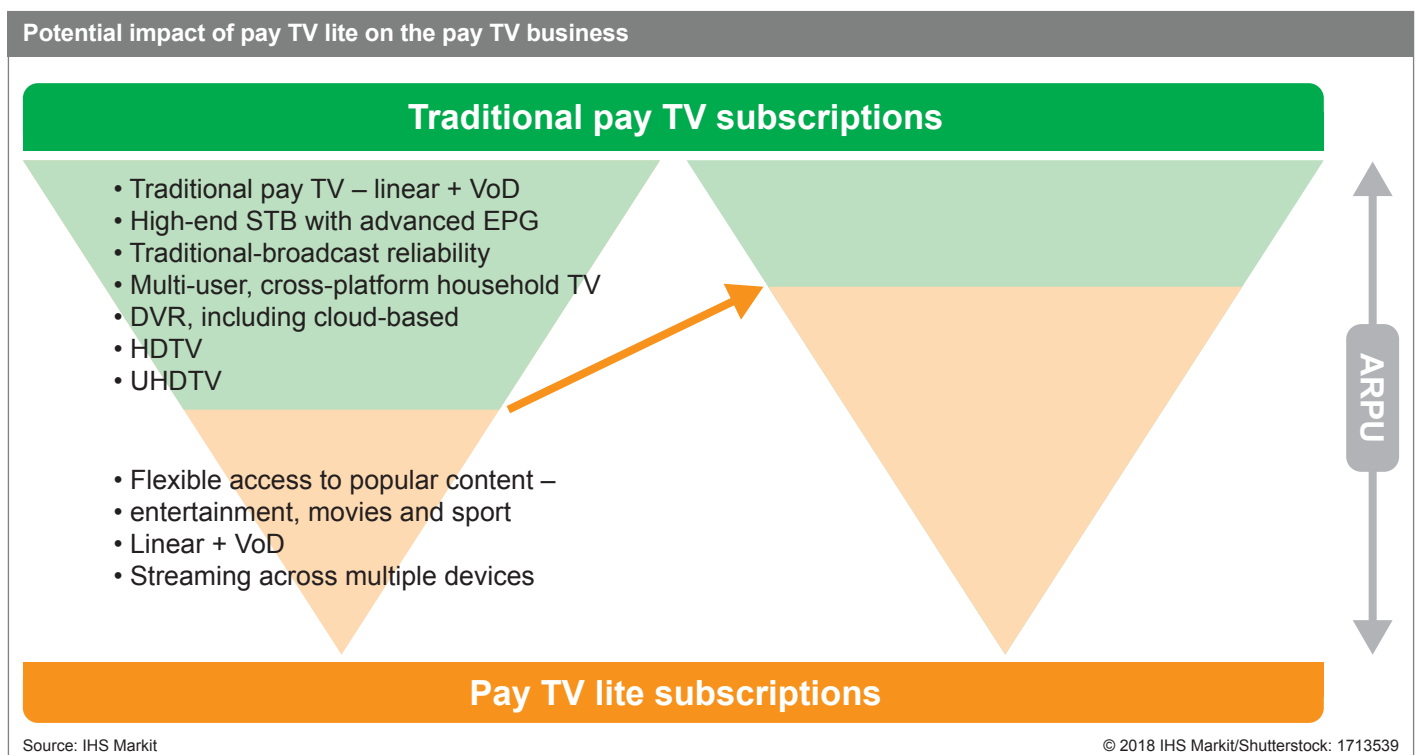 Potential impact of pay TV lite on the pay TV business
Traditional pay TV subscriptions
• Traditional pay TV – linear + VoD
• High-end STB with advanced EPG
• Traditional-broadcast reliability
• Multi-user, cross-platform household TV
• DVR, including cloud-based
• HDTV
• UHDTV
• Flexible access to popular content –
• entertainment, movies and sport
• Linear + VoD
• Streaming across multiple devices
ARPU
Pay TV lite subscriptions
Source: IHS Markit
© 2018 IHS Markit/Shutterstock: 1713539